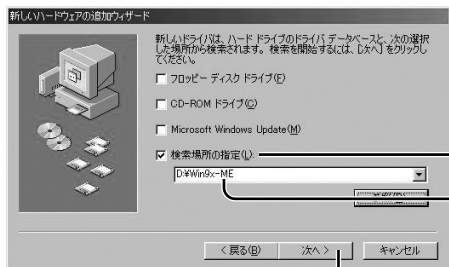 新しいハードウェアの追加ウィザード
新しいドライバは、ハード ドライブのドライバ データベースと、次の選択
した場所から検索されます。検索を開始するには、[次へ] をクリックし
てください。
フロッピー ディスク ドライブ(F)
CD-ROM ドライブ(C)
Microsoft Windows Update(M)
検索場所の指定(L):
D:¥Win9x-ME
< 戻る(B)
次へ >
キャンセル